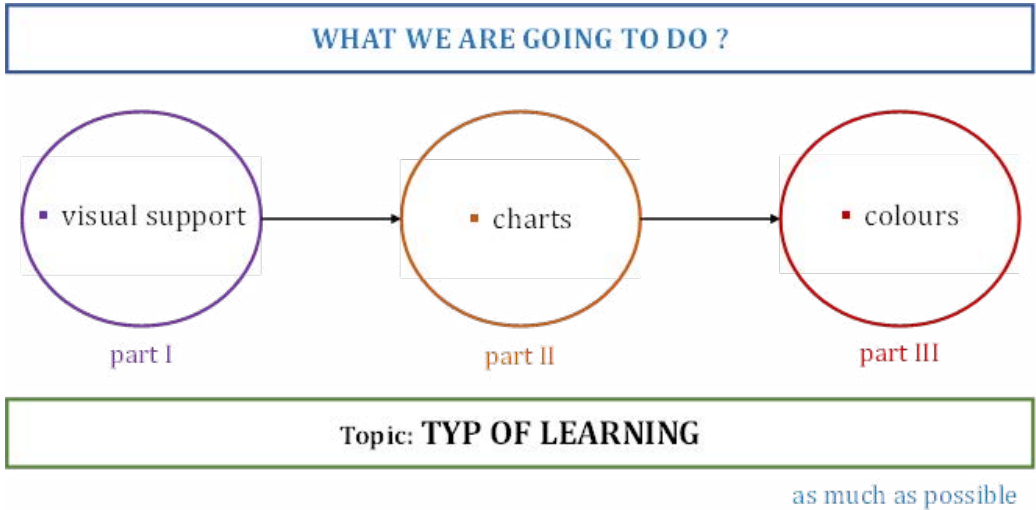 WHAT WE ARE GOING TO DO ?
▪ visual support
▪ charts
▪ colours
part I
part II
part III
Topic: TYP OF LEARNING
as much as possible